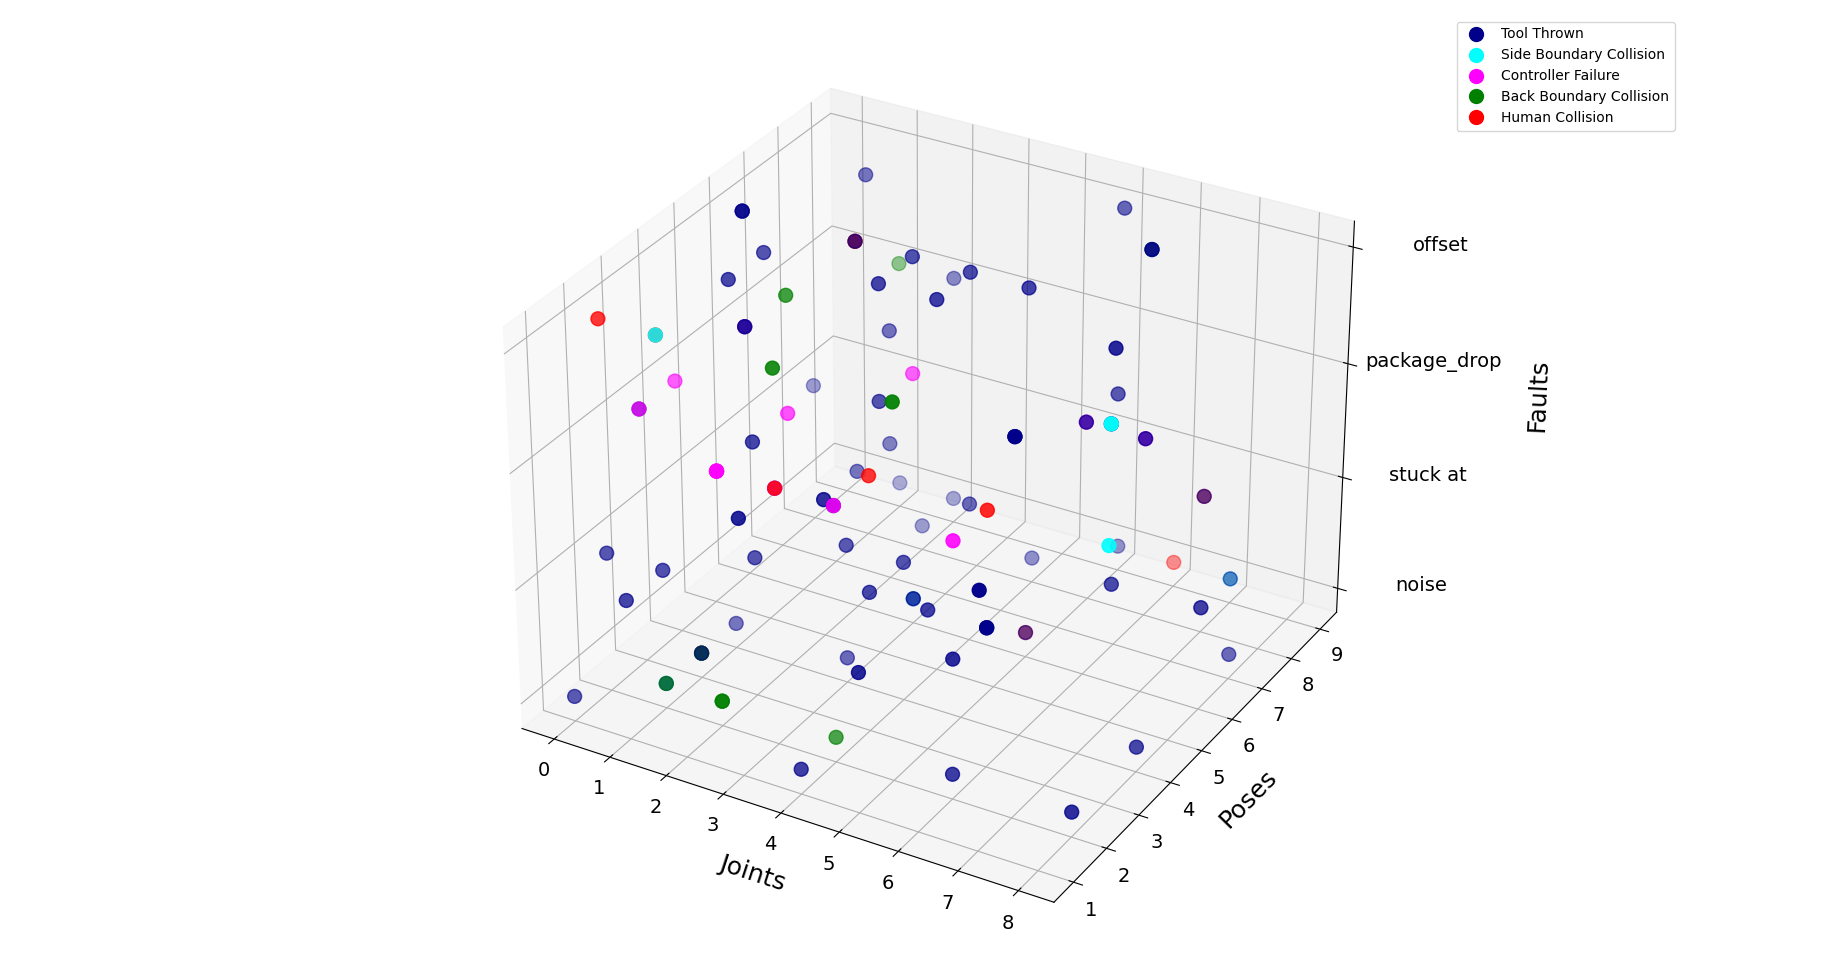 Tool Thrown
Side Boundary Collision
Controller Failure
Back Boundary Collision
Human Collision
offset
package_drop
stuck at
noise
Faults
9
8
7
6
5
4
3
2
1
Poses
0
1
2
3
4
5
6
7
8
Joints